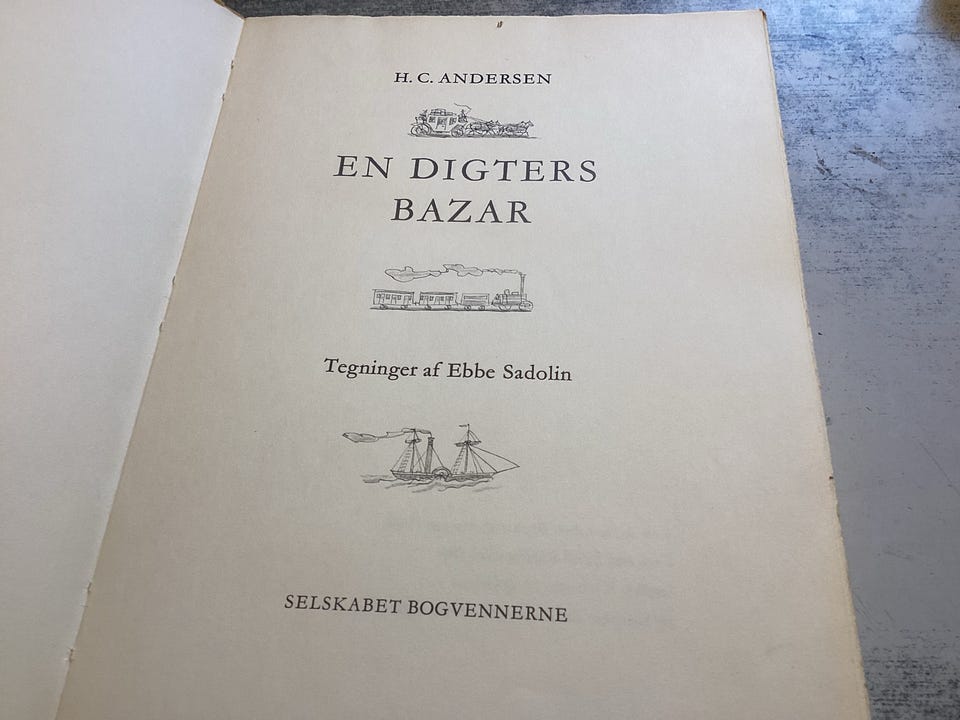 H. C. ANDERSEN
EN DIGTERS
BAZAR
Tegninger af Ebbe Sadolin
SELSKABET BOGVENNERNE